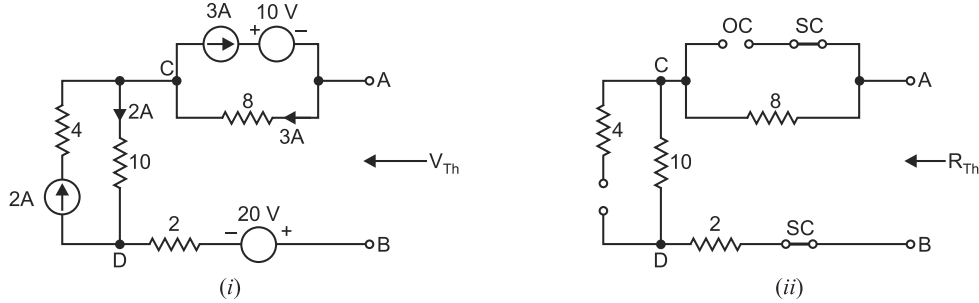 3A 10 V
+ −
C
A
8
3A
2A
4
10
2A
V_Th
20 V
2
− +
D
B
(i)
OC SC
C
A
8
4
10
R_Th
2
SC
D
B
(ii)